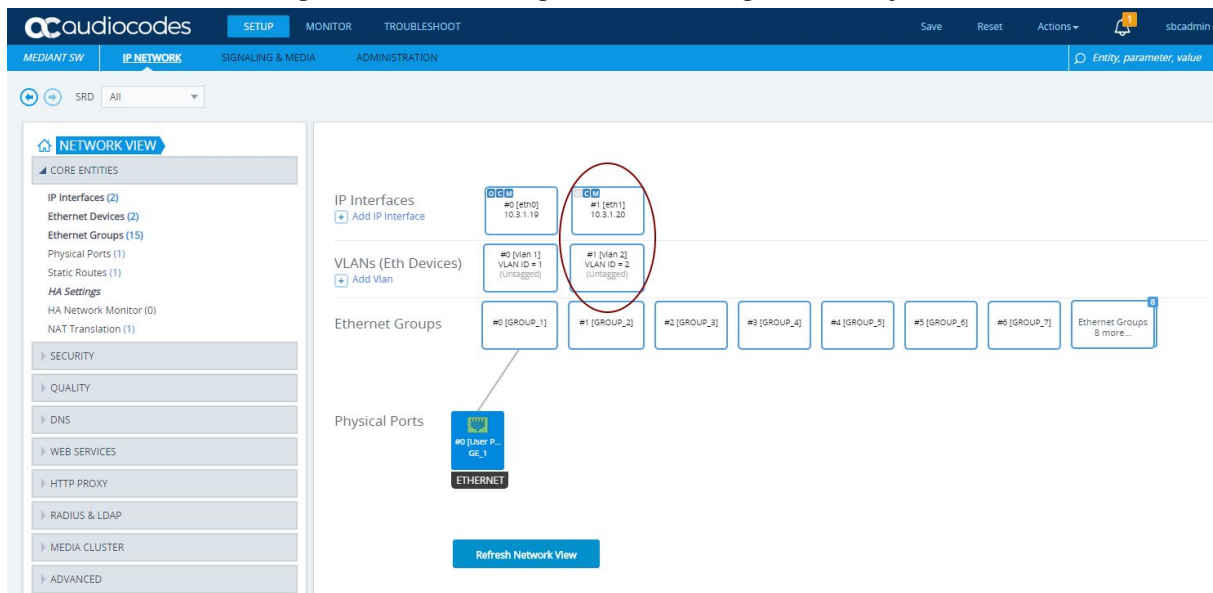 audiocodes
SETUP MONITOR TROUBLESHOOT Save Reset Actions 1 sbcadmin
MEDIANT SW IP NETWORK SIGNALING & MEDIA ADMINISTRATION Entity, parameter, value
SRD All
NETWORK VIEW
CORE ENTITIES
IP Interfaces (2)
Ethernet Devices (2)
Ethernet Groups (15)
Physical Ports (1)
Static Routes (1)
HA Settings
HA Network Monitor (0)
NAT Translation (1)
SECURITY
QUALITY
DNS
WEB SERVICES
HTTP PROXY
RADIUS & LDAP
MEDIA CLUSTER
ADVANCED
IP Interfaces
Add IP Interface
O C M
#0 [eth0]
10.3.1.19
C M
#1 [eth1]
10.3.1.20
VLANs (Eth Devices)
Add Vlan
#0 [vlan 1]
VLAN ID = 1
(Untagged)
#1 [vlan 2]
VLAN ID = 2
(Untagged)
Ethernet Groups
#0 [GROUP_1]
#1 [GROUP_2]
#2 [GROUP_3]
#3 [GROUP_4]
#4 [GROUP_5]
#5 [GROUP_6]
#6 [GROUP_7]
8
Ethernet Groups
8 more...
Physical Ports
#0 [User P...
GE_1
ETHERNET
Refresh Network View